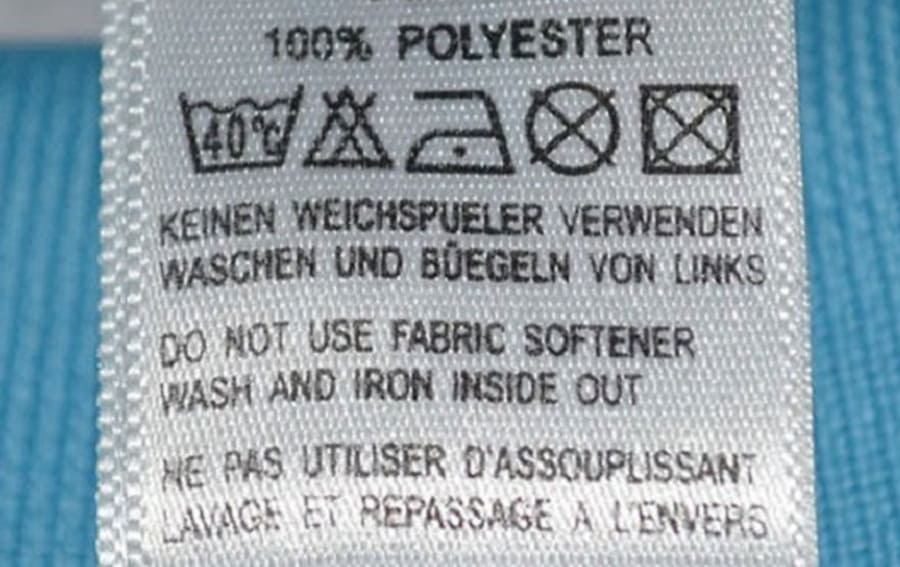 100% POLYESTER
40°C
KEINEN WEICHSPUELER VERWENDEN
WASCHEN UND BÜEGELN VON LINKS
DO NOT USE FABRIC SOFTENER
WASH AND IRON INSIDE OUT
NE PAS UTILISER D'ASSOUPLISSANT
LAVAGE ET REPASSAGE A L'ENVERS